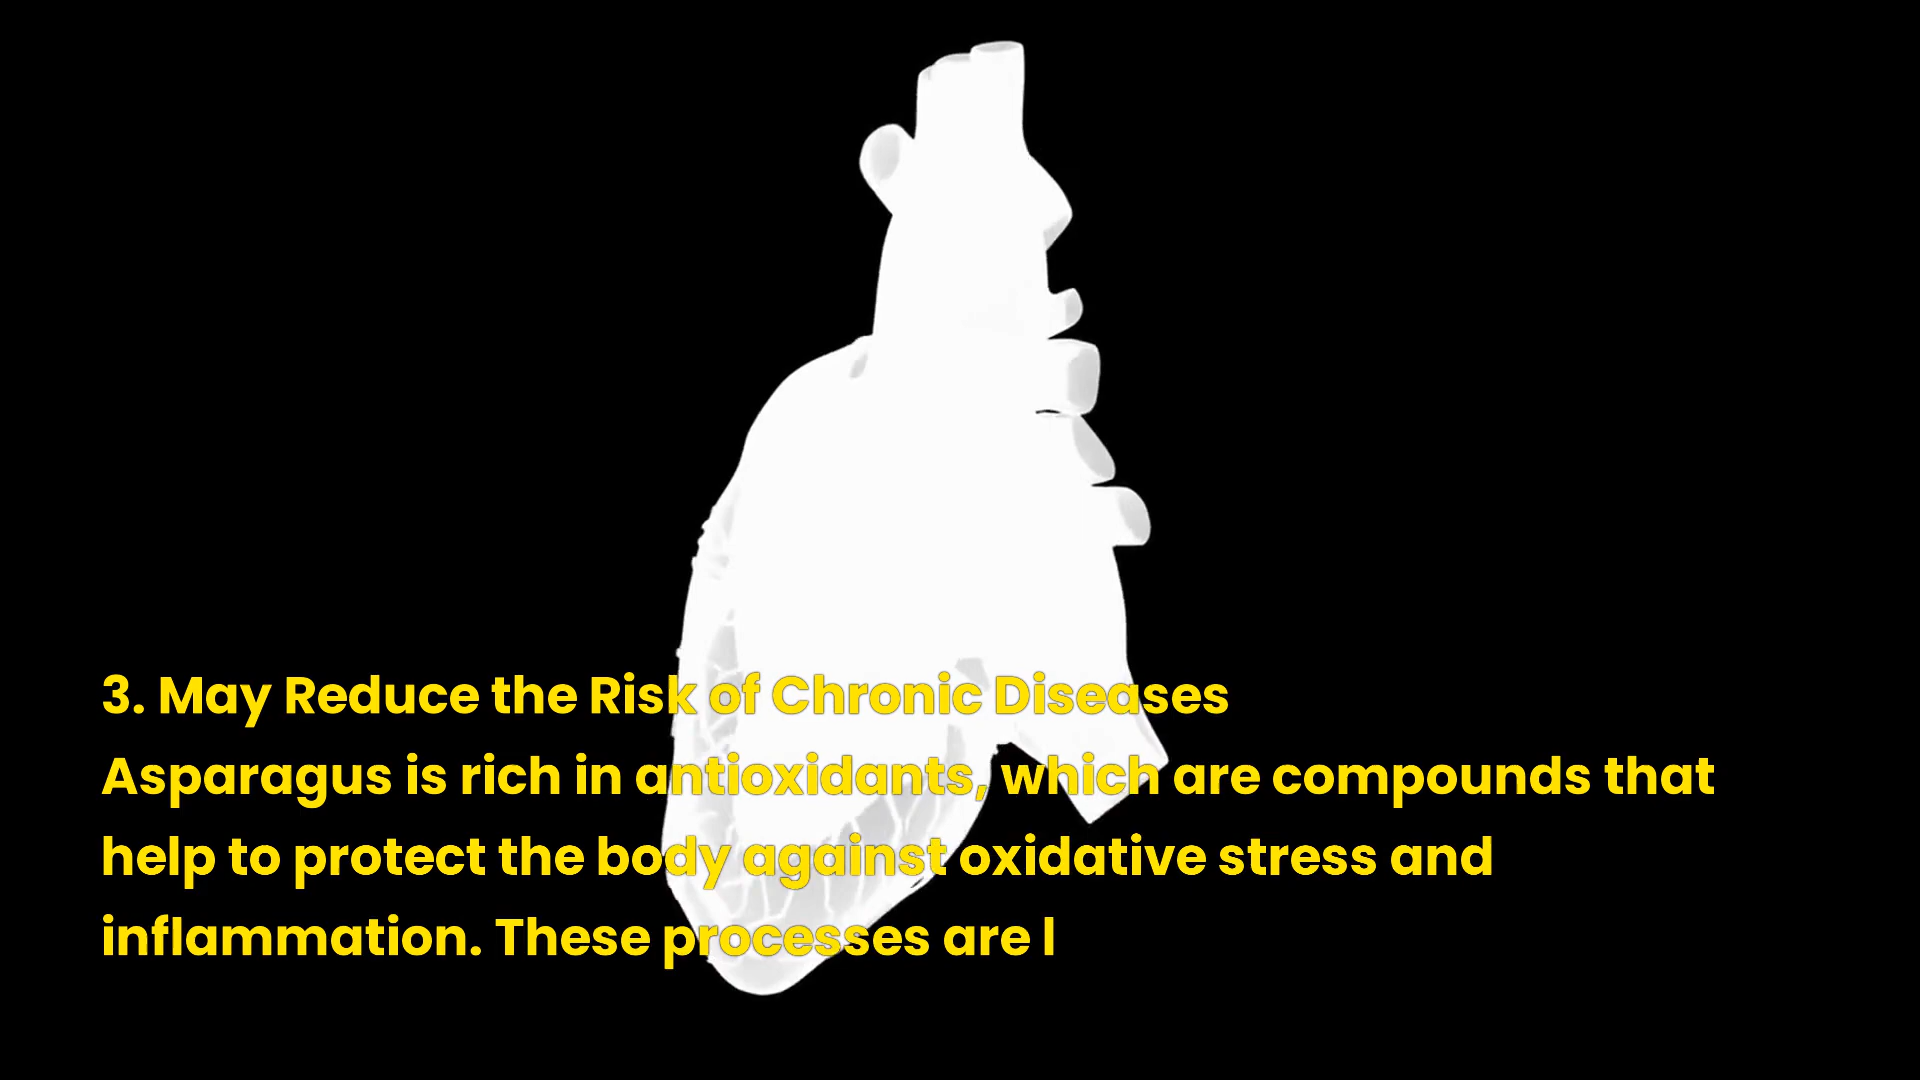 3. May Reduce the Risk of Chronic Diseases
Asparagus is rich in antioxidants, which are compounds that
help to protect the body against oxidative stress and
inflammation. These processes are l